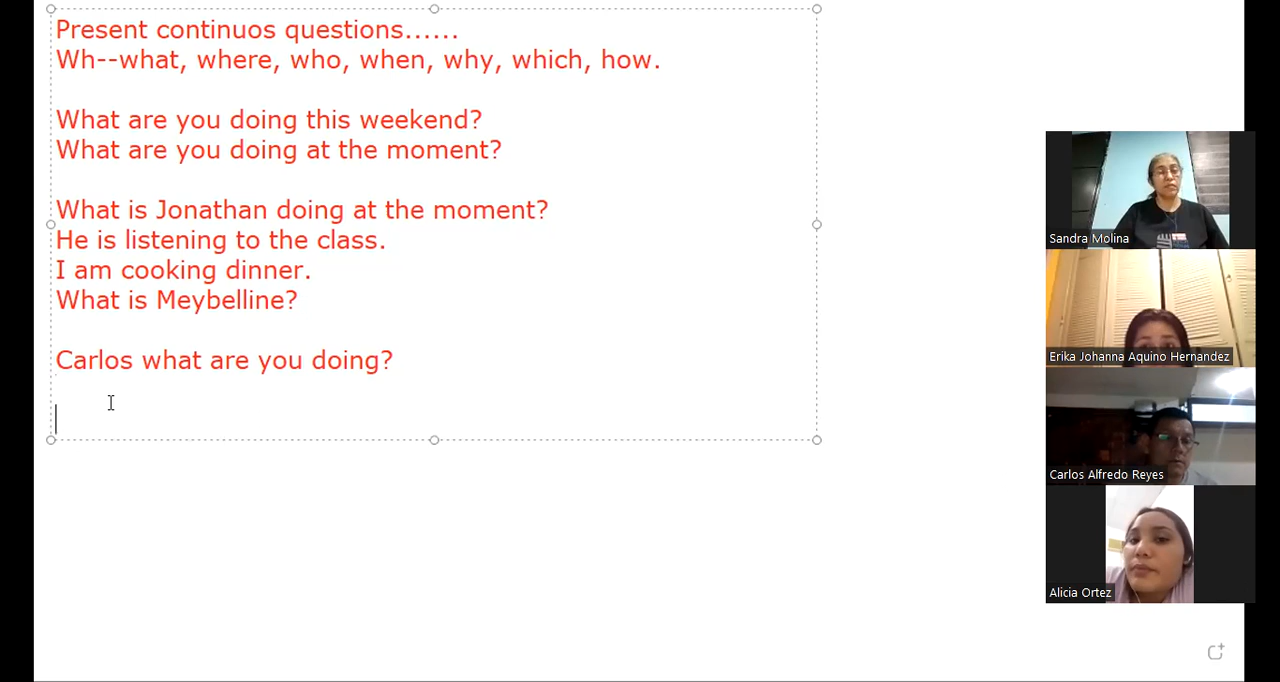 Present continuos questions......
Wh--what, where, who, when, why, which, how.
What are you doing this weekend?
What are you doing at the moment?
What is Jonathan doing at the moment?
He is listening to the class.
I am cooking dinner.
What is Meybelline?
Carlos what are you doing?
Sandra Molina
Erika Johanna Aquino Hernandez
Carlos Alfredo Reyes
Alicia Ortez